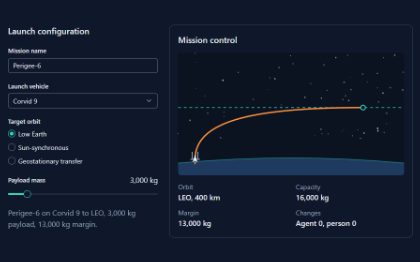 Launch configuration
Mission name
Perigee-6
Launch vehicle
Corvid 9
Target orbit
Low Earth
Sun-synchronous
Geostationary transfer
Payload mass 3,000 kg
Perigee-6 on Corvid 9 to LEO, 3,000 kg
payload, 13,000 kg margin.
Mission control
Orbit Capacity
LEO, 400 km 16,000 kg
Margin Changes
13,000 kg Agent 0, person 0